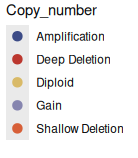 Copy_number
Amplification
Deep Deletion
Diploid
Gain
Shallow Deletion